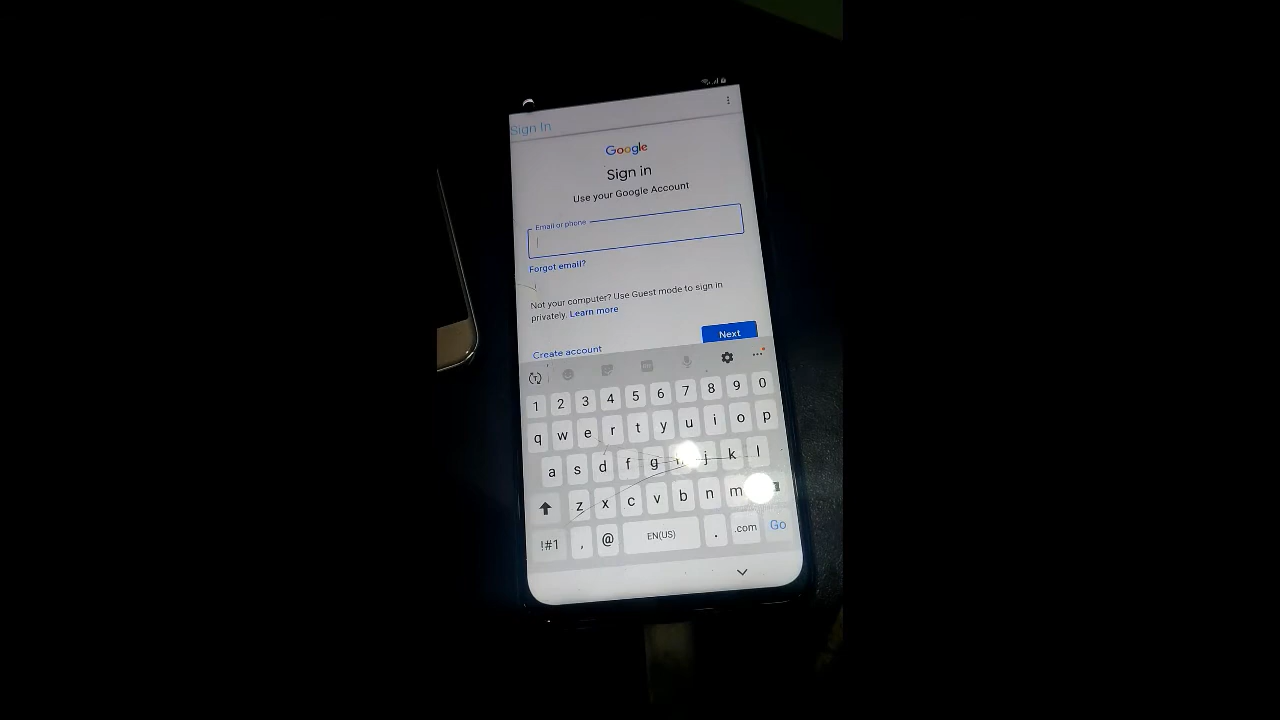 Sign In
Google
Sign in
Use your Google Account
Email or phone
Forgot email?
Not your computer? Use Guest mode to sign in
privately. Learn more
Next
Create account
1 2 3 4 5 6 7 8 9 0
q w e r t y u i o p
a s d f g j k l
z x c v b n m
!#1 , @ EN(US) . .com Go